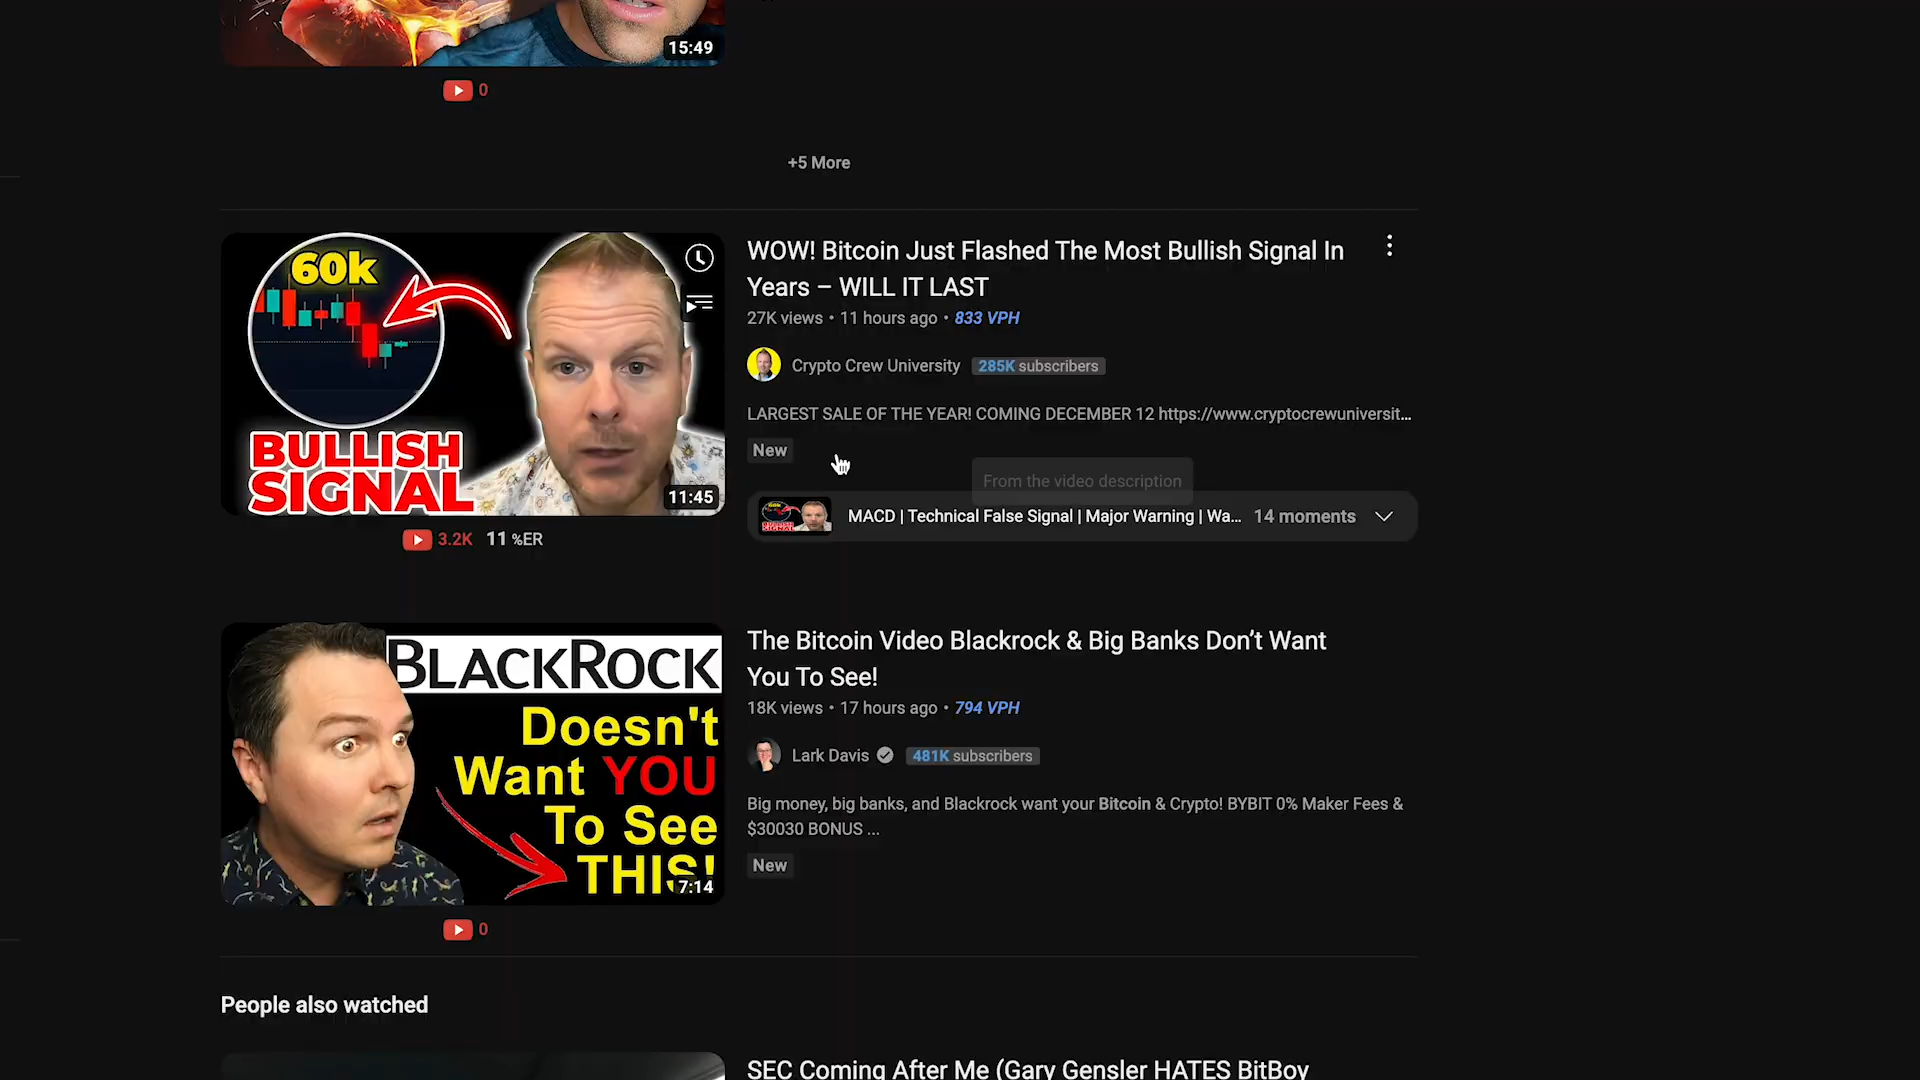 15:49
0
+5 More
60k
BULLISH
SIGNAL
11:45
3.2K 11 %ER
WOW! Bitcoin Just Flashed The Most Bullish Signal In
Years – WILL IT LAST
27K views • 11 hours ago • 833 VPH
Crypto Crew University 285K subscribers
LARGEST SALE OF THE YEAR! COMING DECEMBER 12 https://www.cryptocrewuniversit...
New
From the video description
MACD | Technical False Signal | Major Warning | Wa... 14 moments
BLACKROCK
Doesn't
Want YOU
To See
THIS!
7:14
0
The Bitcoin Video Blackrock & Big Banks Don’t Want
You To See!
18K views • 17 hours ago • 794 VPH
Lark Davis 481K subscribers
Big money, big banks, and Blackrock want your Bitcoin & Crypto! BYBIT 0% Maker Fees &
$30030 BONUS ...
New
People also watched
SEC Coming After Me (Gary Gensler HATES BitBoy